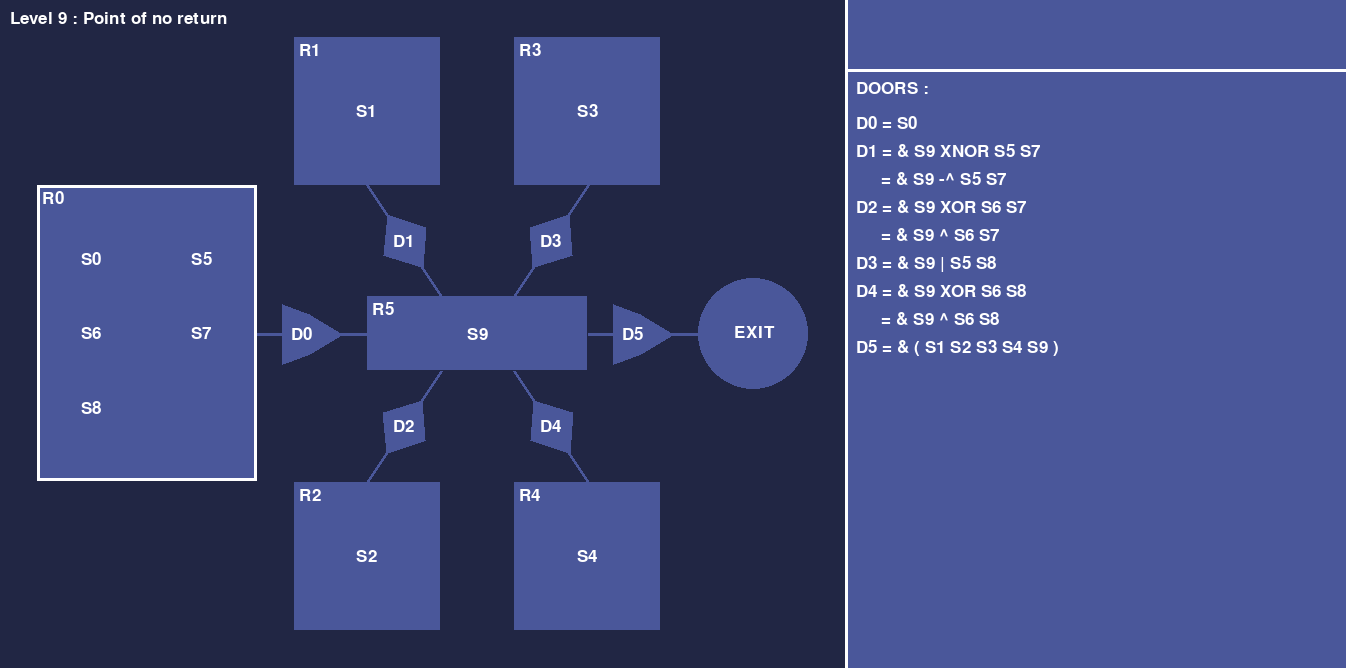 Level 9 : Point of no return
R1
S1
R3
S3
R0
S0 S5
S6 S7
S8
D1
D3
D0
R5
S9
D5
EXIT
D2
D4
R2
S2
R4
S4
DOORS :
D0 = S0
D1 = & S9 XNOR S5 S7
= & S9 -^ S5 S7
D2 = & S9 XOR S6 S7
= & S9 ^ S6 S7
D3 = & S9 | S5 S8
D4 = & S9 XOR S6 S8
= & S9 ^ S6 S8
D5 = & ( S1 S2 S3 S4 S9 )